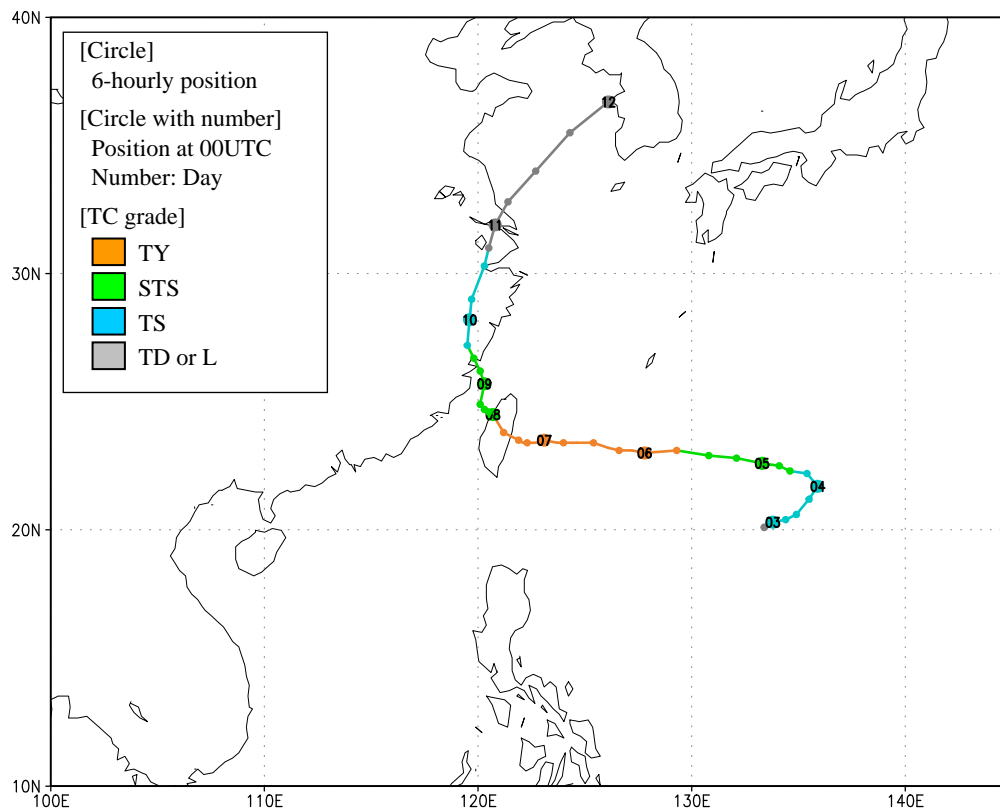 40N
[Circle]
6-hourly position
[Circle with number]
Position at 00UTC
Number: Day
[TC grade]
TY
STS
TS
TD or L
12
11
30N
10
09
08
07
06
05
04
03
20N
10N
100E 110E 120E 130E 140E